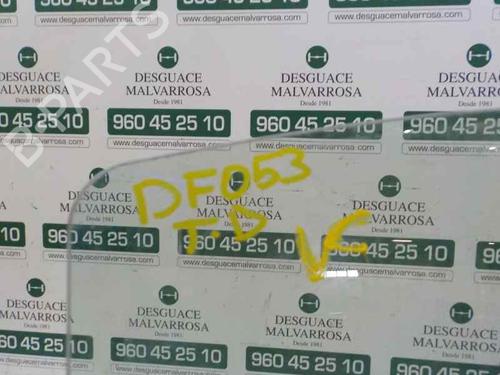 DESGUACE
MALVARROSA
Desde 1981
960 45 25 10
www.desguacemalvarrosa.com
DF053
T.D
B-PARTS